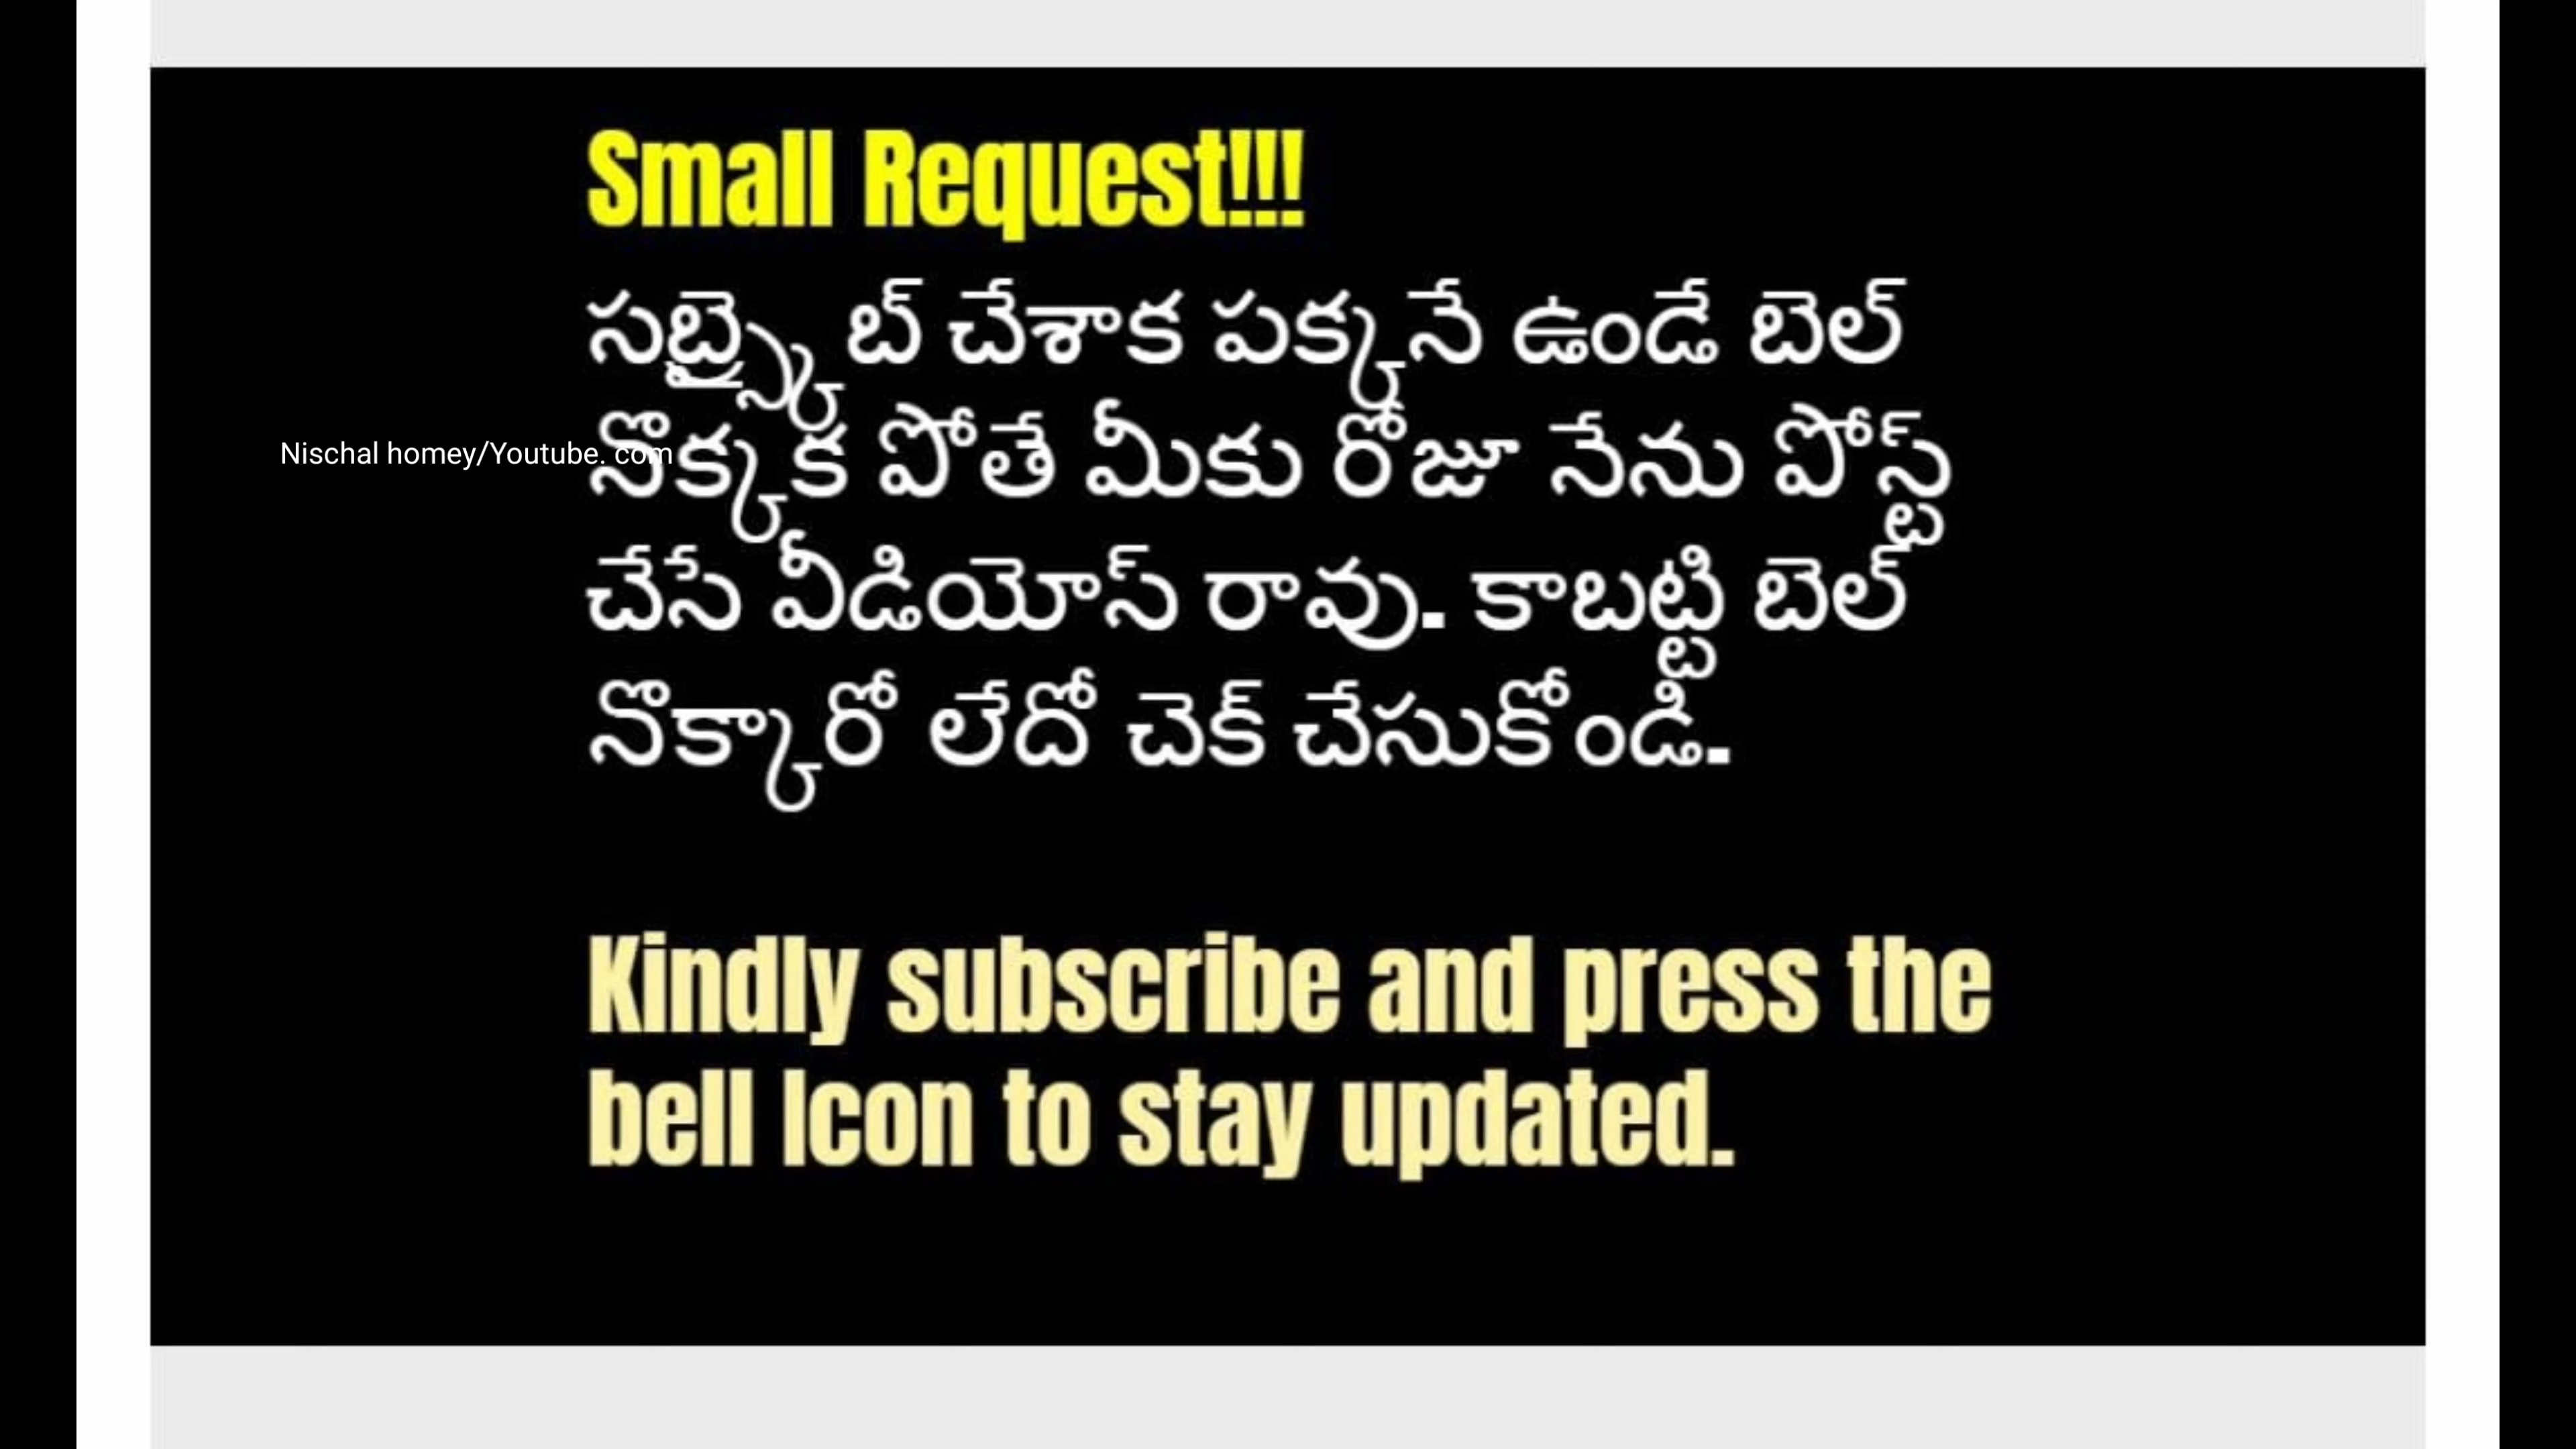 Small Request!!!
సబ్స్క్రైబ్ చేశాక పక్కనే ఉండే బెల్
నొక్కక పోతే మీకు రోజూ నేను పోస్ట్
Nischal homey/Youtube. com
చేసే వీడియోస్ రావు. కాబట్టి బెల్
నొక్కారో లేదో చెక్ చేసుకోండి.
Kindly subscribe and press the
bell Icon to stay updated.